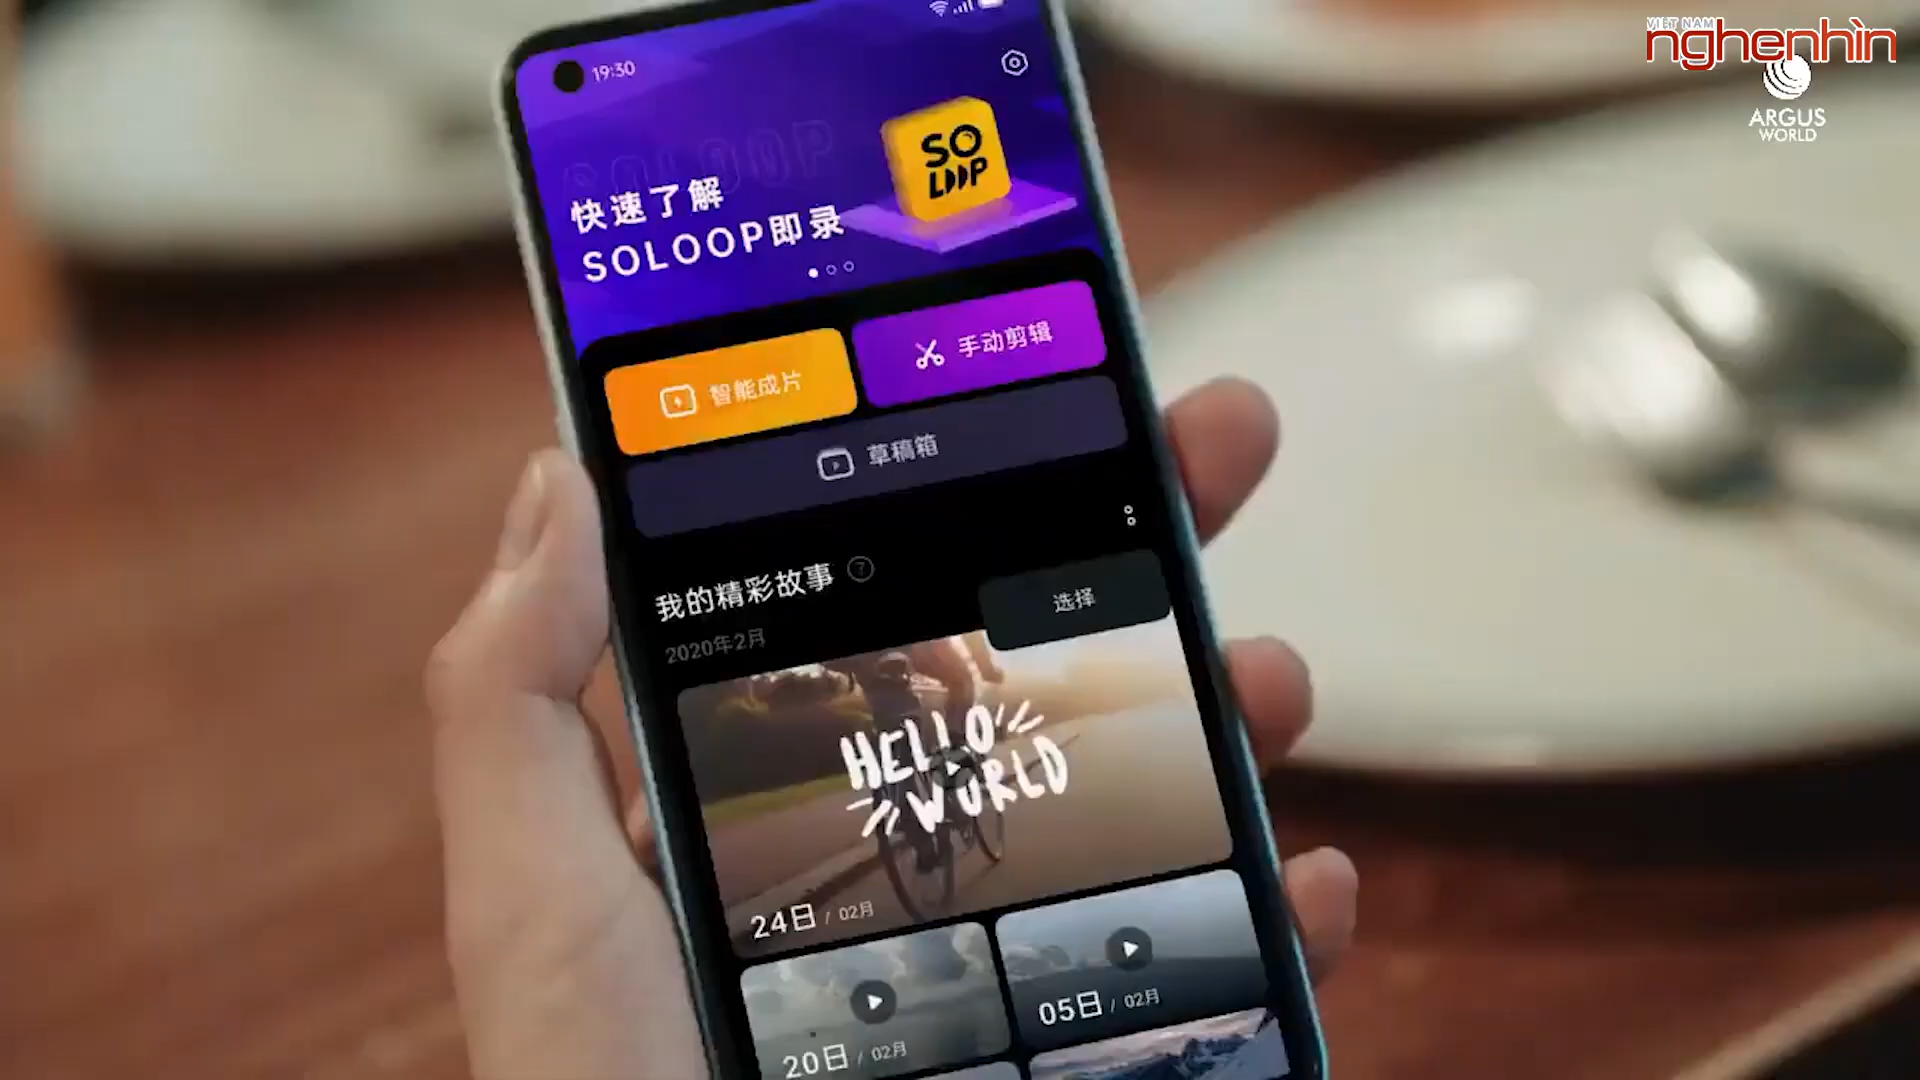 VIET NAM
nghenhìn
ARGUS
WORLD
19:30
SOLOOP
SO
LOOP
快速了解
SOLOOP即录
智能成片
手动剪辑
草稿箱
我的精彩故事
?
2020年2月
选择
HELLO
WORLD
24日 / 02月
20日 / 02月
05日 / 02月